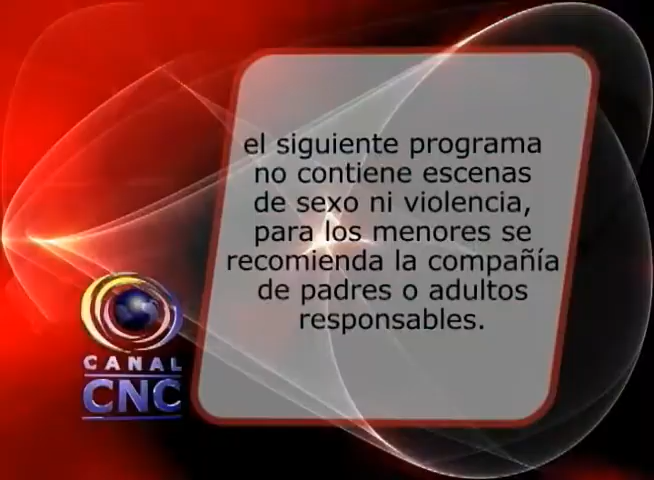 el siguiente programa
no contiene escenas
de sexo ni violencia,
para los menores se
recomienda la compañía
de padres o adultos
responsables.
CANAL
CNC